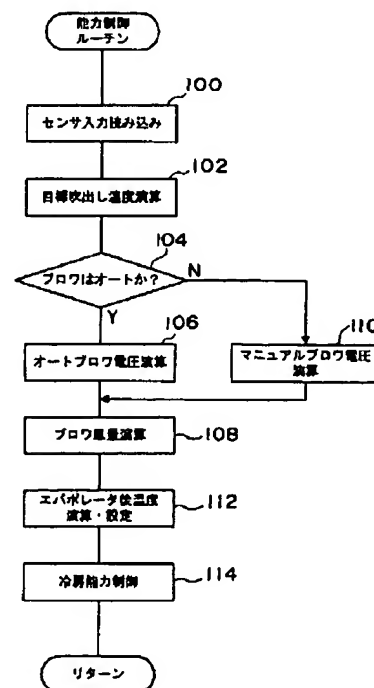 能力制御
ルーチン
100
センサ入力読み込み
102
目標吹出し温度演算
104
ブロワはオートか?
N
Y
106
オートブロワ電圧演算
110
マニュアルブロワ電圧
演算
ブロワ風量演算
108
エバポレータ後温度
演算・設定
112
冷房能力制御
114
リターン